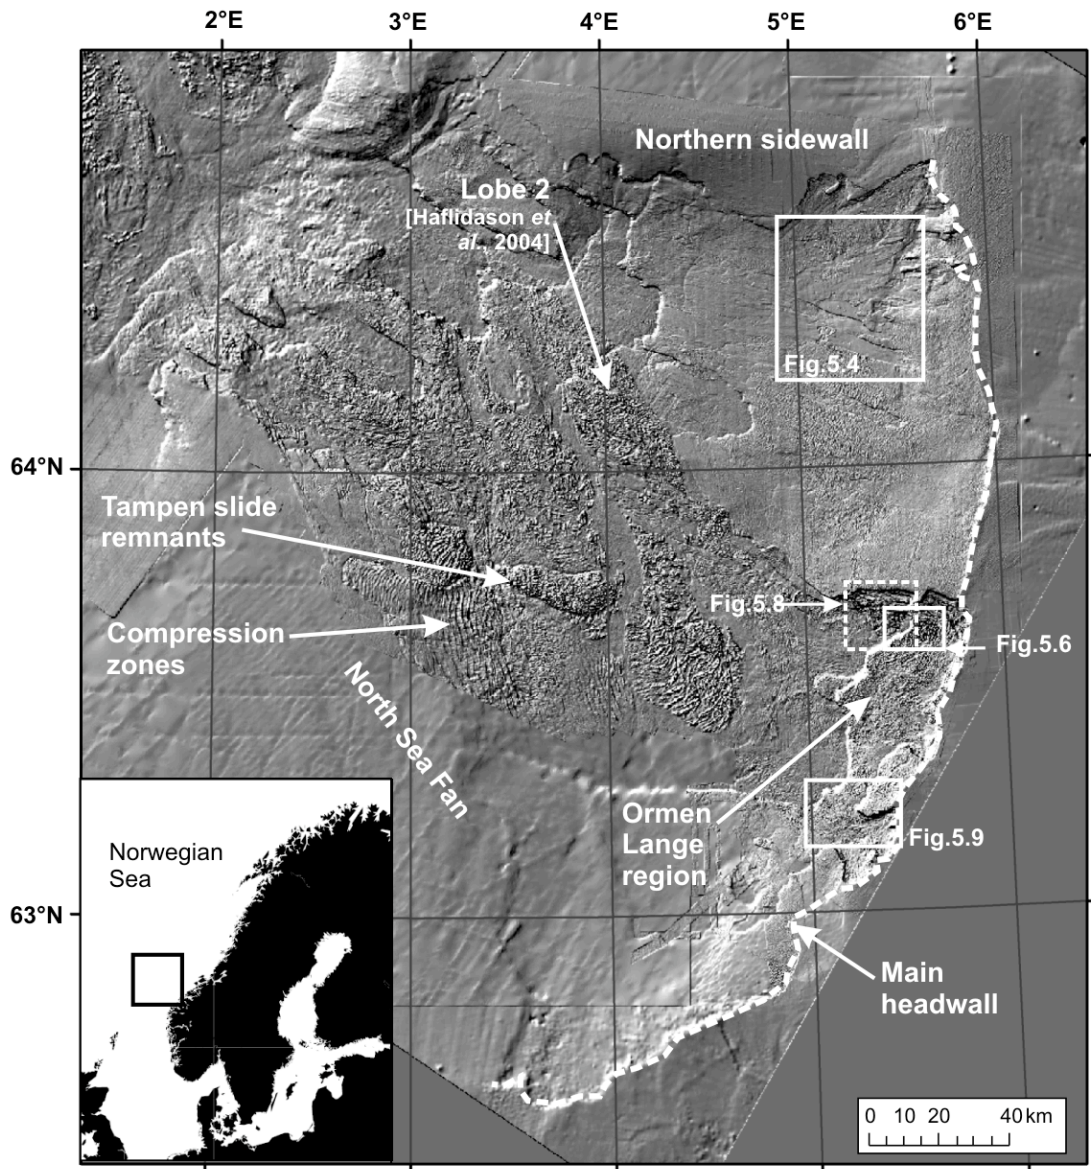 2°E
3°E
4°E
5°E
6°E
Northern sidewall
Lobe 2
[Haflidason et
al., 2004]
Fig.5.4
64°N
Tampen slide
remnants
Fig.5.8
Compression
zones
Fig.5.6
North Sea Fan
Ormen
Lange
region
Fig.5.9
Norwegian
Sea
63°N
Main
headwall
0 10 20 40 km